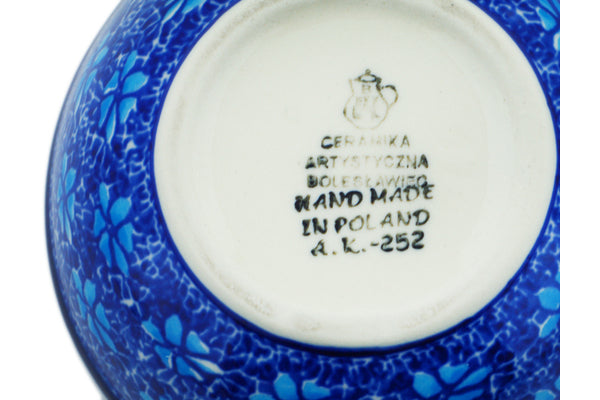 CERAMIKA
ARTYSTYCZNA
BOLESŁAWIEC
HAND MADE
IN POLAND
A.K.-252